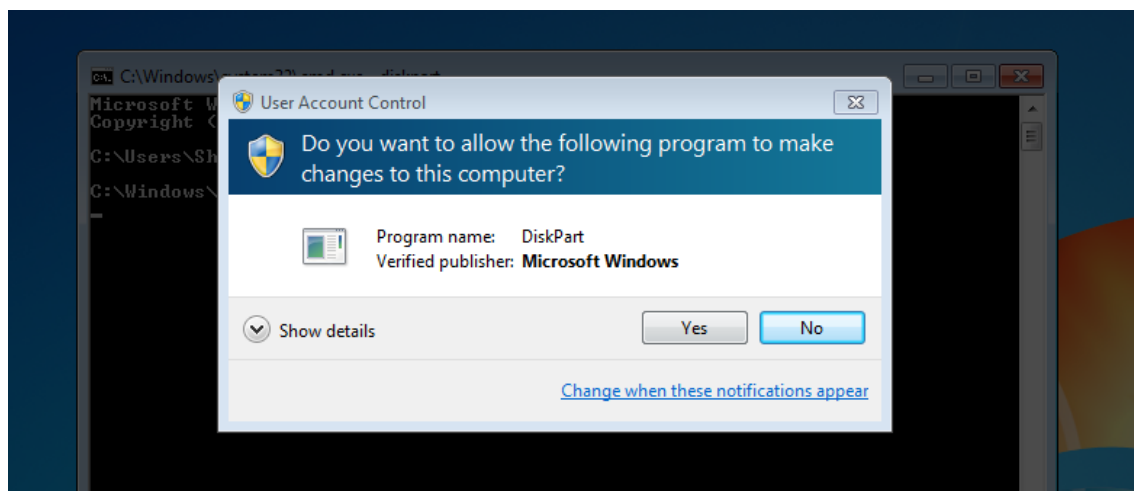 C:\Windows\system32\cmd.exe - diskpart
Microsoft W
Copyright (
C:\Users\Sh
C:\Windows\
User Account Control
Do you want to allow the following program to make
changes to this computer?
Program name: DiskPart
Verified publisher: Microsoft Windows
Show details
Yes
No
Change when these notifications appear